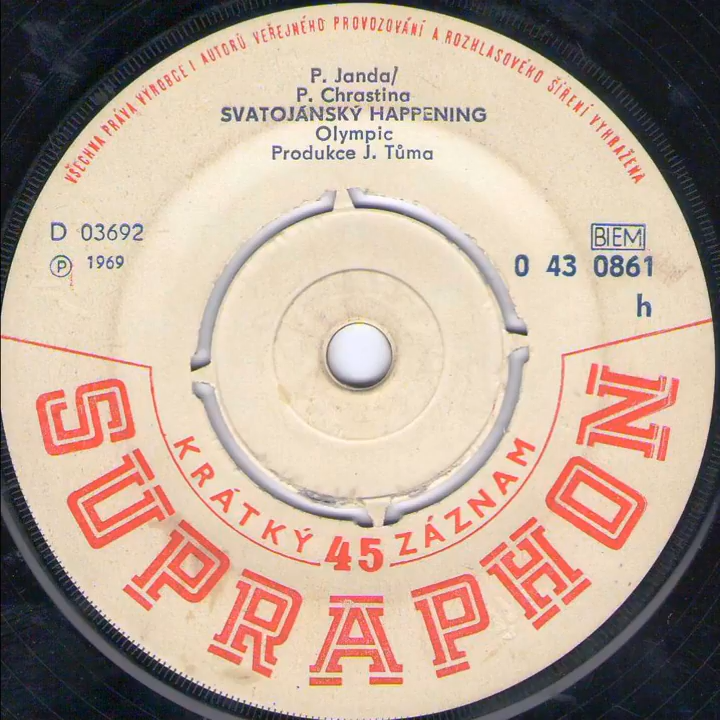 VŠECHNA PRÁVA VÝROBCE I AUTORŮ VEŘEJNÉHO PROVOZOVÁNÍ A ROZHLASOVÉHO ŠÍŘENÍ VYHRAŽENA
P. Janda/
P. Chrastina
SVATOJÁNSKÝ HAPPENING
Olympic
Produkce J. Tůma
D 03692
Ⓟ 1969
BIEM
0 43 0861
h
KRÁTKÝ 45 ZÁZNAM
SUPRAPHON